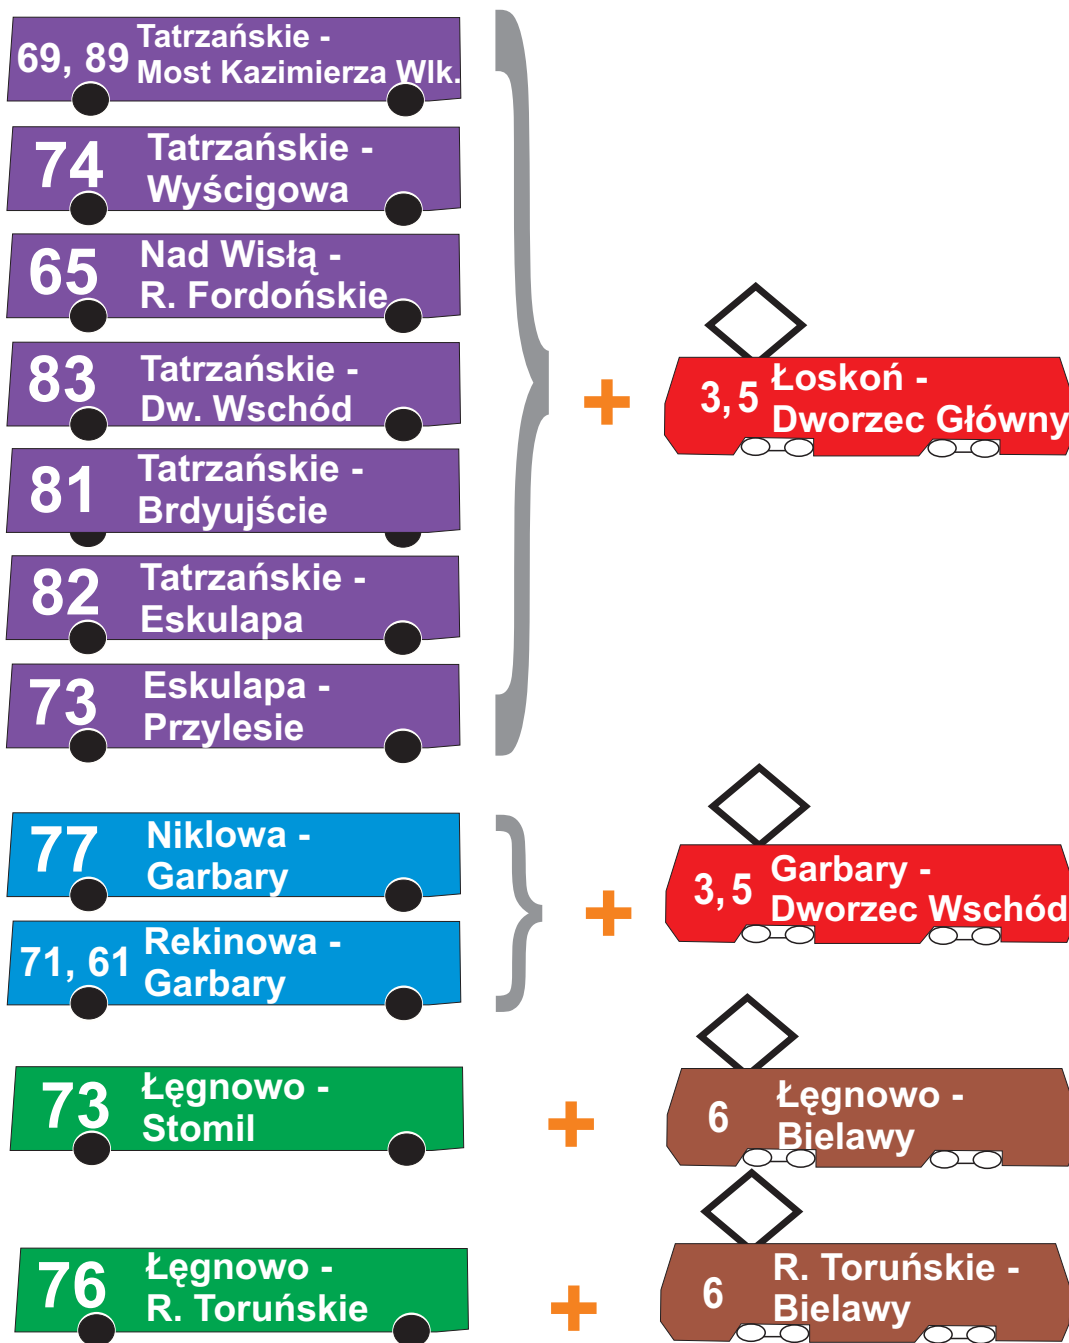 69, 89 Tatrzańskie -
Most Kazimierza Wlk.
74 Tatrzańskie -
Wyścigowa
65 Nad Wisłą -
R. Fordońskie
83 Tatrzańskie -
Dw. Wschód
81 Tatrzańskie -
Brdyujście
82 Tatrzańskie -
Eskulapa
73 Eskulapa -
Przylesie
+
3, 5 Łoskoń -
Dworzec Główny
77 Niklowa -
Garbary
71, 61 Rekinowa -
Garbary
+
3, 5 Garbary -
Dworzec Wschód
73 Łęgnowo -
Stomil
+
6 Łęgnowo -
Bielawy
76 Łęgnowo -
R. Toruńskie
+
6 R. Toruńskie -
Bielawy